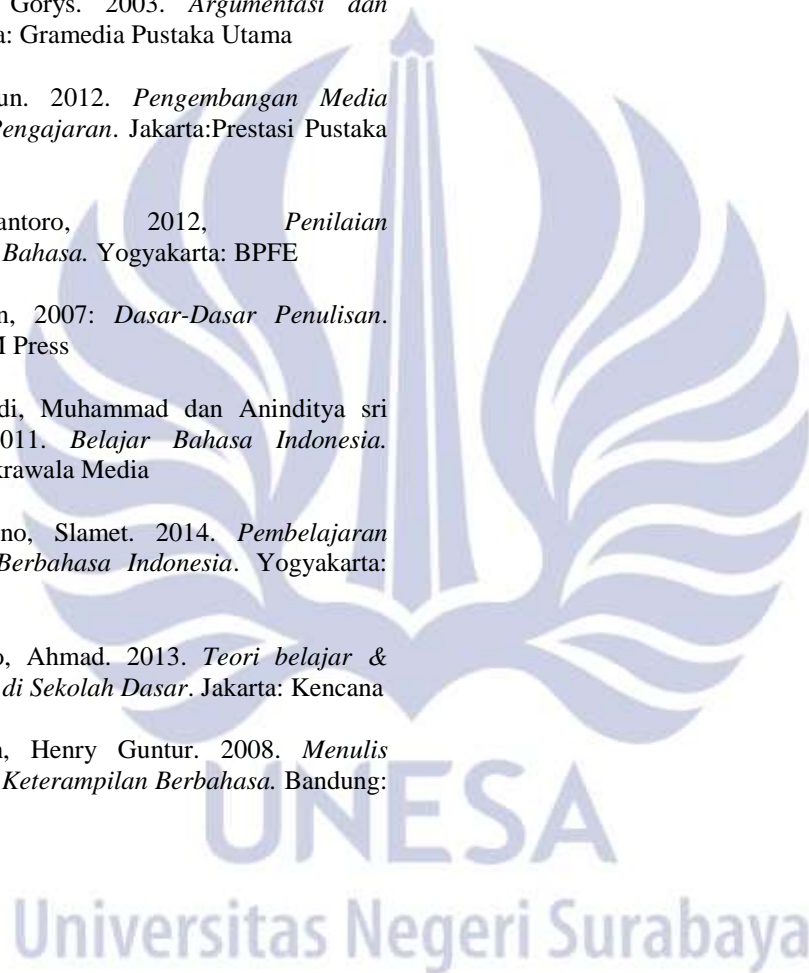 Gorys. 2003. Argumentasi dan
a: Gramedia Pustaka Utama
un. 2012. Pengembangan Media
Pengajaran. Jakarta:Prestasi Pustaka
antoro, 2012, Penilaian
Bahasa. Yogyakarta: BPFE
n, 2007: Dasar-Dasar Penulisan.
M Press
di, Muhammad dan Aninditya sri
011. Belajar Bahasa Indonesia.
krawala Media
no, Slamet. 2014. Pembelajaran
Berbahasa Indonesia. Yogyakarta:
o, Ahmad. 2013. Teori belajar &
di Sekolah Dasar. Jakarta: Kencana
n, Henry Guntur. 2008. Menulis
Keterampilan Berbahasa. Bandung:
UNESA
Universitas Negeri Surabaya